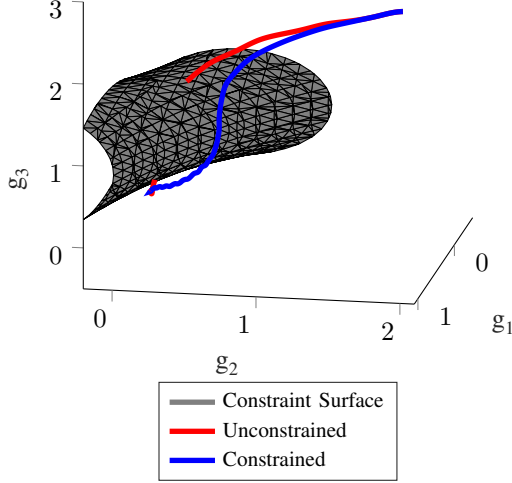 3
2
1
0
g3
0
1
2
g2
1
0
g1
Constraint Surface
Unconstrained
Constrained